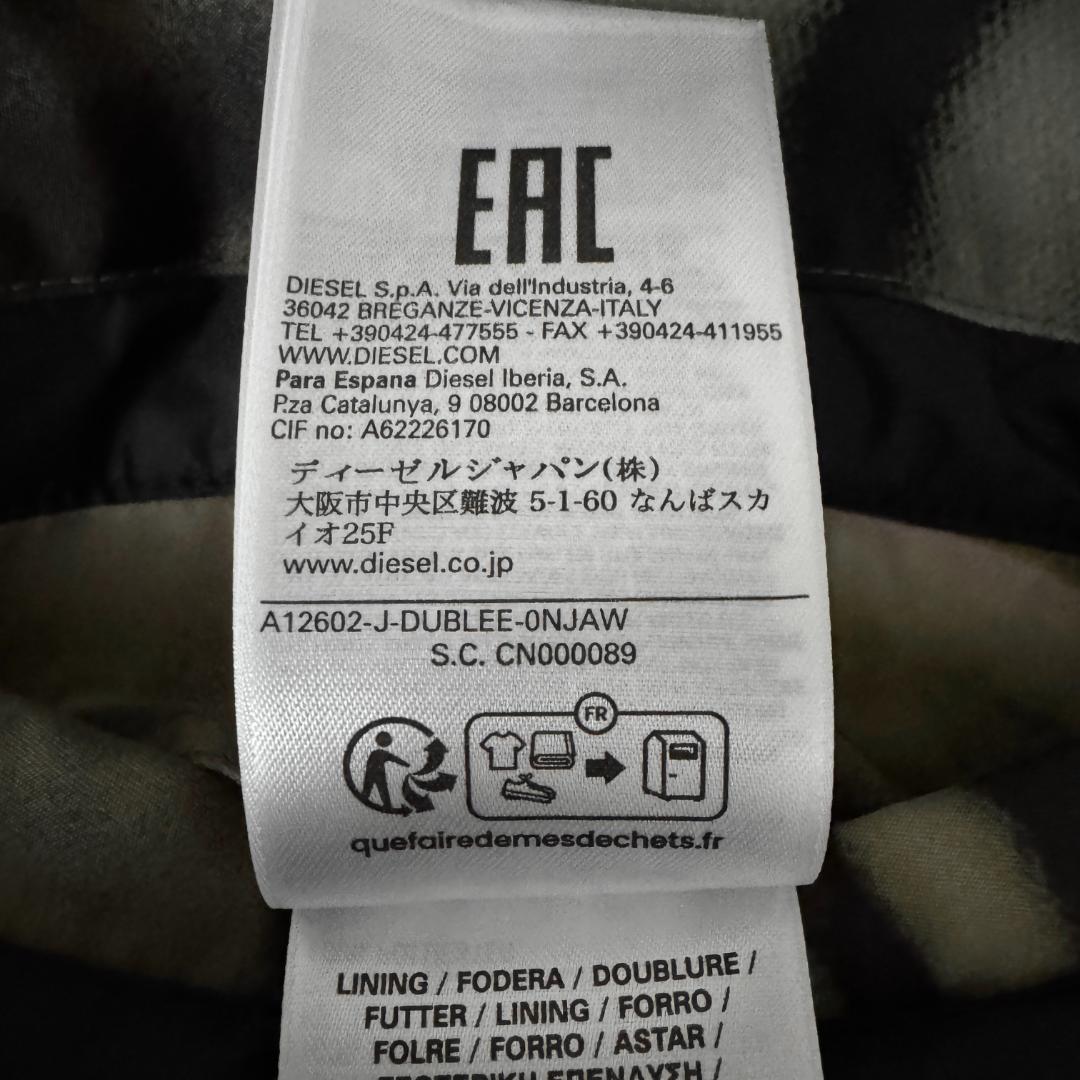 EAC
DIESEL S.p.A. Via dell'Industria, 4-6
36042 BREGANZE-VICENZA-ITALY
TEL +390424-477555 - FAX +390424-411955
WWW.DIESEL.COM
Para Espana Diesel Iberia, S.A.
P.za Catalunya, 9 08002 Barcelona
CIF no: A62226170
ディーゼルジャパン(株)
大阪市中央区難波 5-1-60 なんばスカ
イオ25F
www.diesel.co.jp
A12602-J-DUBLEE-0NJAW
S.C. CN000089
FR
quefairedemesdechets.fr
LINING / FODERA / DOUBLURE /
FUTTER / LINING / FORRO /
FOLRE / FORRO / ASTAR /
ΕΣΩΤΕΡΙΚΗ ΕΠΕΝΔΥΣΗ /